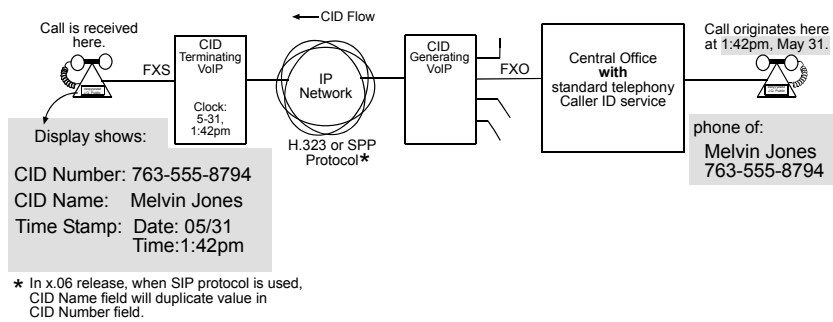 CID Flow
Call is received
here.
FXS
CID
Terminating
VoIP
Clock:
5-31,
1:42pm
IP
Network
H.323 or SPP
Protocol*
CID
Generating
VoIP
FXO
Central Office
with
standard telephony
Caller ID service
Call originates here
at 1:42pm, May 31.
phone of:
Melvin Jones
763-555-8794
Display shows:
CID Number: 763-555-8794
CID Name: Melvin Jones
Time Stamp: Date: 05/31
Time:1:42pm
* In x.06 release, when SIP protocol is used,
CID Name field will duplicate value in
CID Number field.